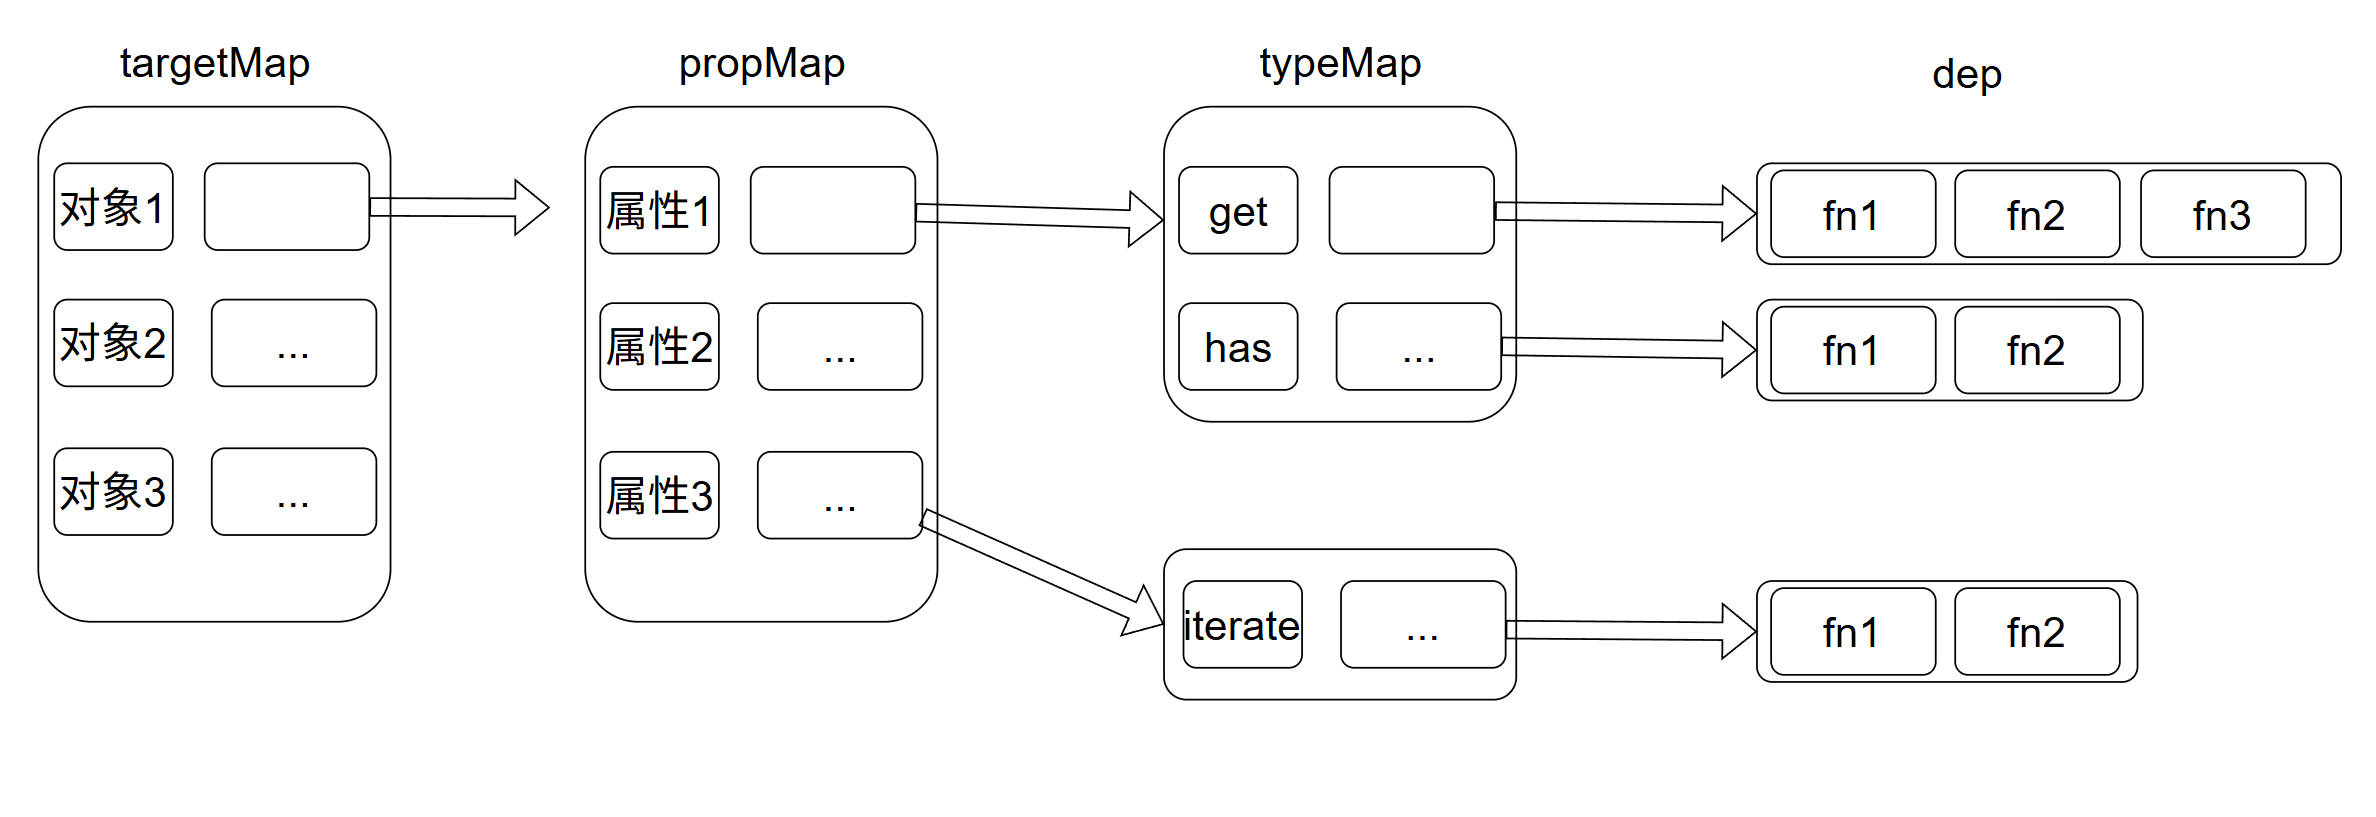 targetMap
propMap
typeMap
dep
对象1
属性1
get
fn1
fn2
fn3
对象2
...
属性2
...
has
...
fn1
fn2
对象3
...
属性3
...
iterate
...
fn1
fn2